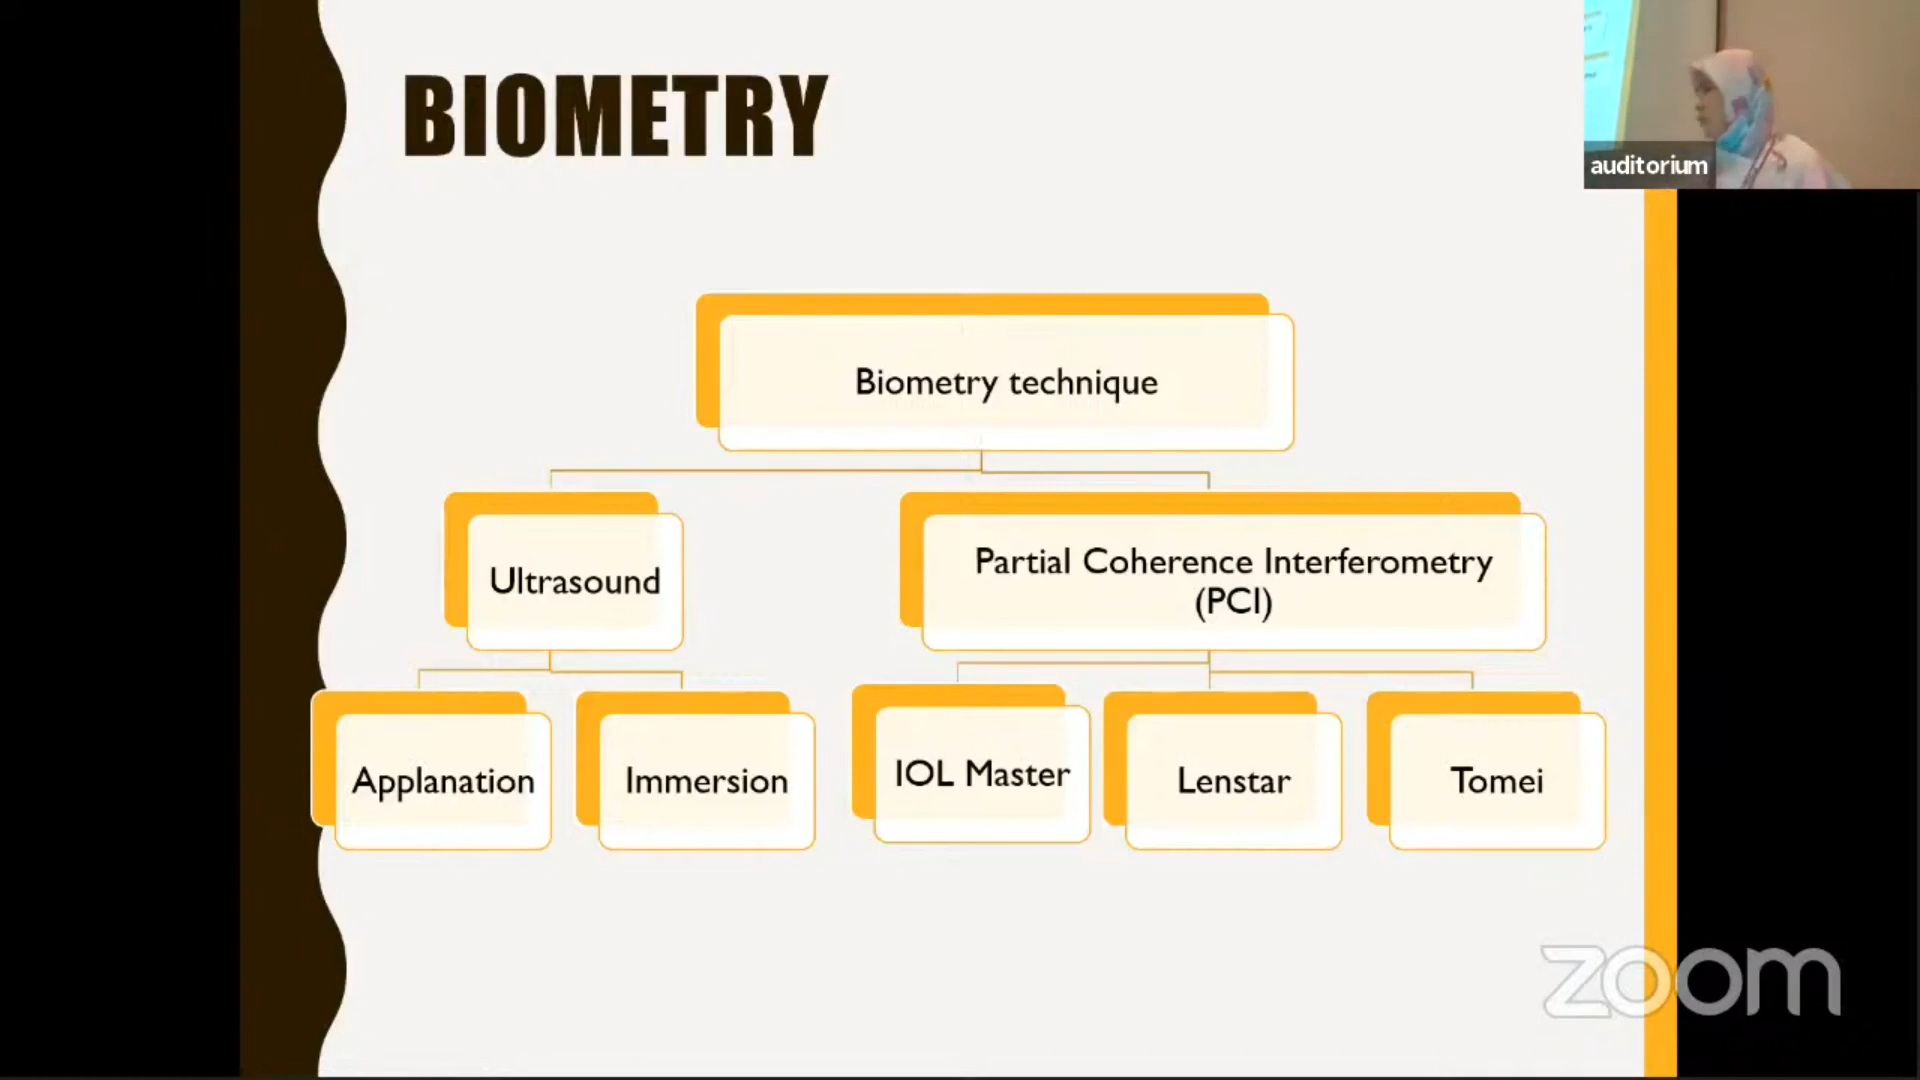 BIOMETRY
auditorium
Biometry technique
Ultrasound
Partial Coherence Interferometry
(PCI)
Applanation
Immersion
IOL Master
Lenstar
Tomei
zoom